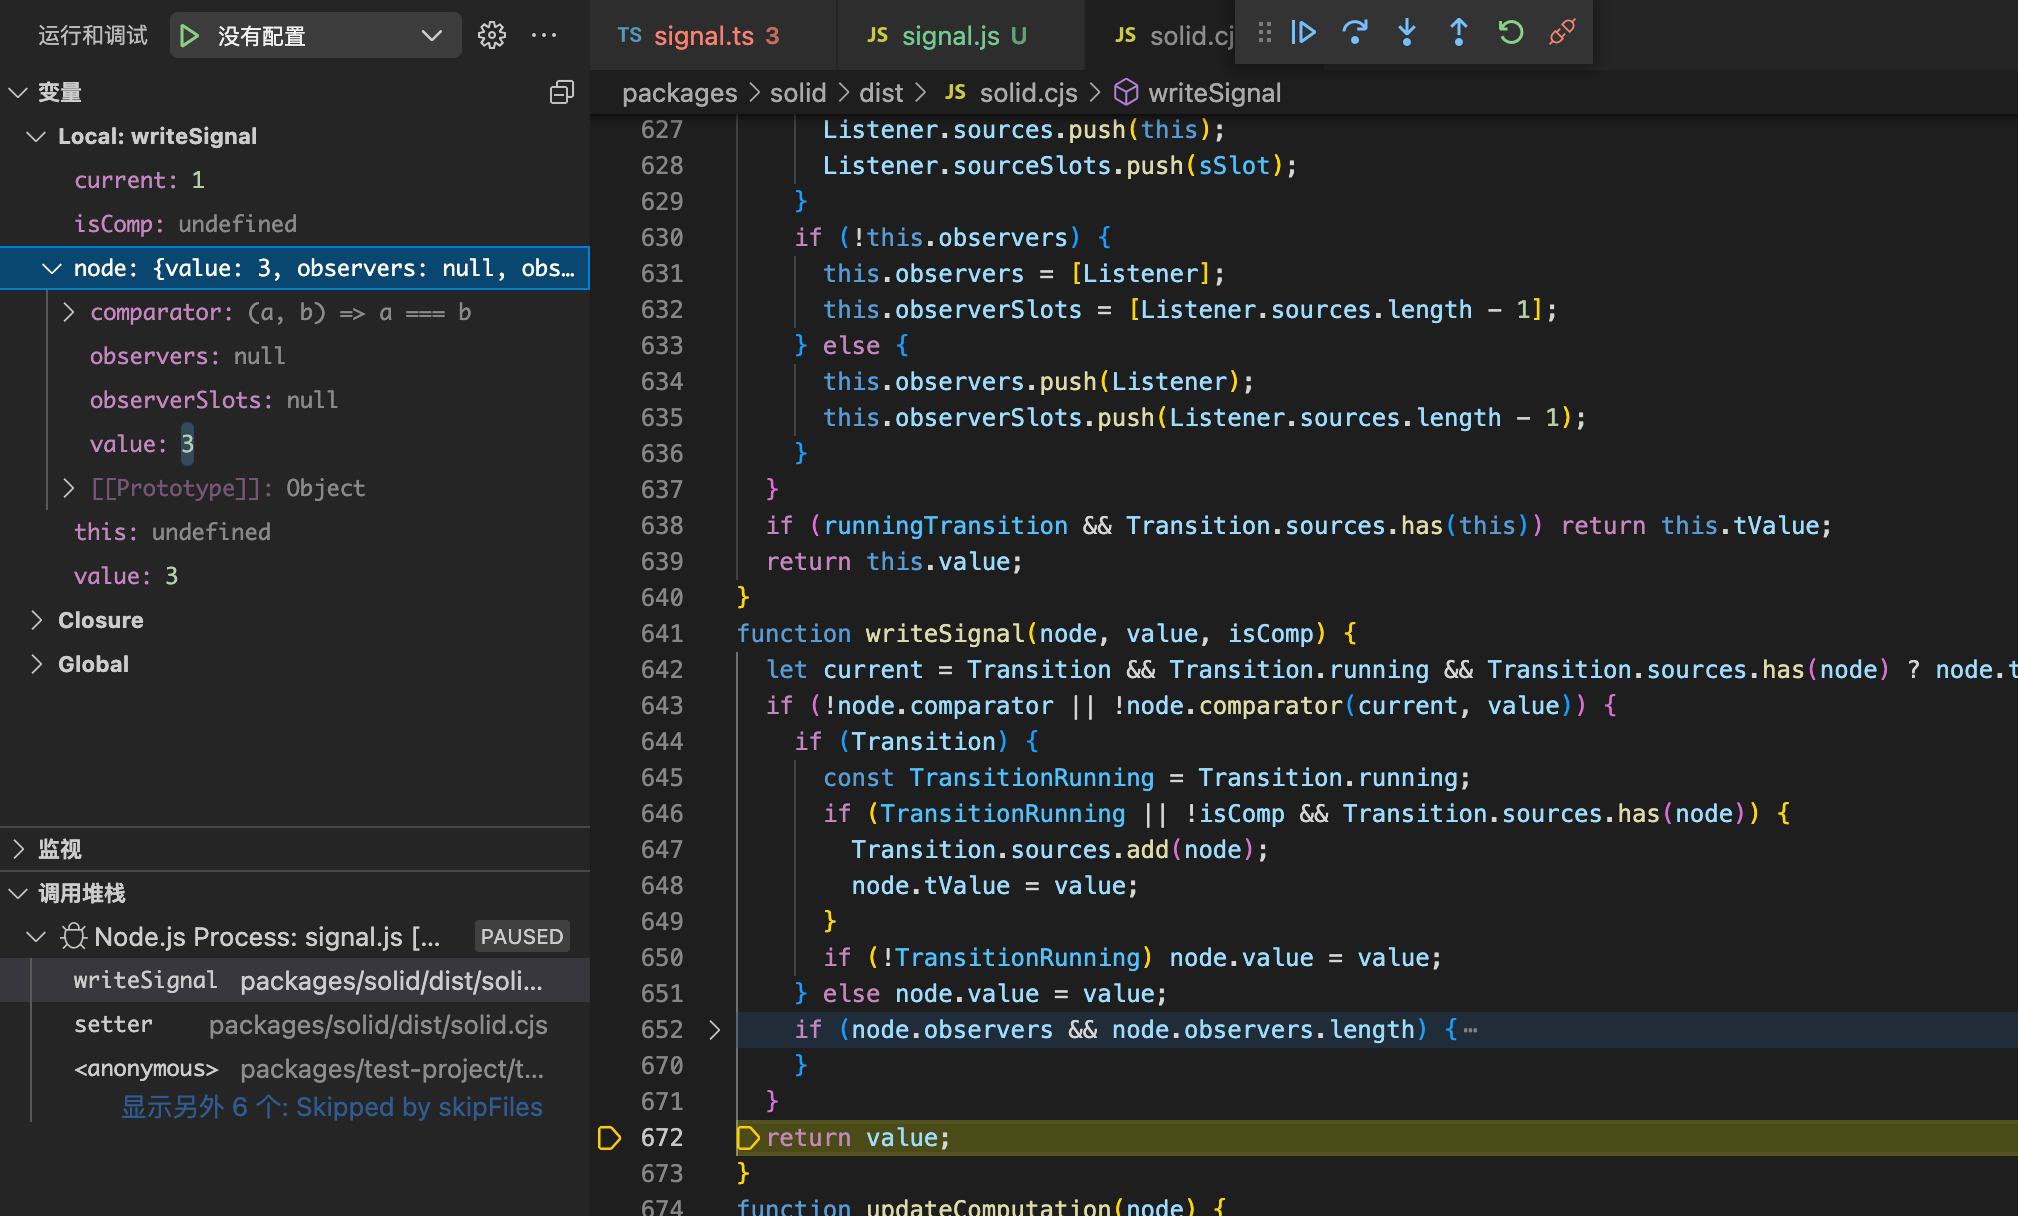 运行和调试 没有配置
变量
Local: writeSignal
current: 1
isComp: undefined
node: {value: 3, observers: null, obs…
comparator: (a, b) => a === b
observers: null
observerSlots: null
value: 3
[[Prototype]]: Object
this: undefined
value: 3
Closure
Global
监视
调用堆栈
Node.js Process: signal.js [… PAUSED
writeSignal packages/solid/dist/soli…
setter packages/solid/dist/solid.cjs
<anonymous> packages/test-project/t…
显示另外 6 个: Skipped by skipFiles
TS signal.ts 3 JS signal.js U JS solid.cj
packages > solid > dist > JS solid.cjs > writeSignal
627 Listener.sources.push(this);
628 Listener.sourceSlots.push(sSlot);
629 }
630 if (!this.observers) {
631 this.observers = [Listener];
632 this.observerSlots = [Listener.sources.length - 1];
633 } else {
634 this.observers.push(Listener);
635 this.observerSlots.push(Listener.sources.length - 1);
636 }
637 }
638 if (runningTransition && Transition.sources.has(this)) return this.tValue;
639 return this.value;
640 }
641 function writeSignal(node, value, isComp) {
642 let current = Transition && Transition.running && Transition.sources.has(node) ? node.t
643 if (!node.comparator || !node.comparator(current, value)) {
644 if (Transition) {
645 const TransitionRunning = Transition.running;
646 if (TransitionRunning || !isComp && Transition.sources.has(node)) {
647 Transition.sources.add(node);
648 node.tValue = value;
649 }
650 if (!TransitionRunning) node.value = value;
651 } else node.value = value;
652 if (node.observers && node.observers.length) {…
670 }
671 }
672 return value;
673 }
674 function updateComputation(node) {